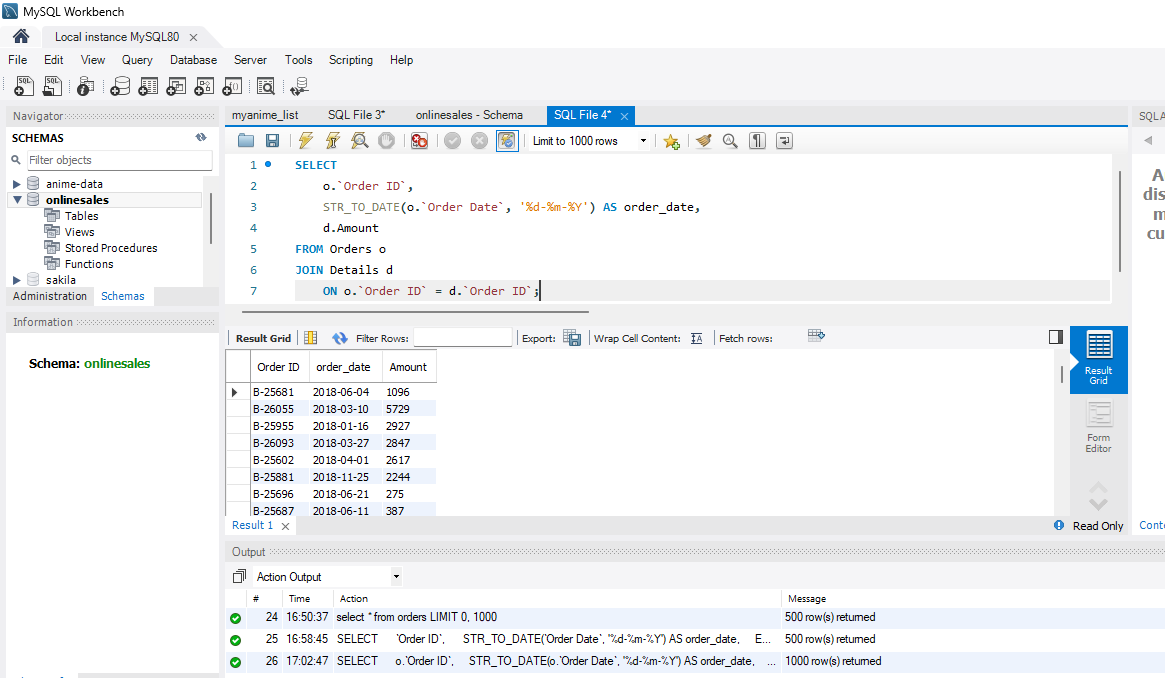 MySQL Workbench
Local instance MySQL80
File Edit View Query Database Server Tools Scripting Help
Navigator
SCHEMAS
Filter objects
anime-data
onlinesales
Tables
Views
Stored Procedures
Functions
sakila
Administration Schemas
Information
Schema: onlinesales
myanime_list SQL File 3* onlinesales - Schema SQL File 4*
Limit to 1000 rows
1 SELECT
2 o.`Order ID`,
3 STR_TO_DATE(o.`Order Date`, '%d-%m-%Y') AS order_date,
4 d.Amount
5 FROM Orders o
6 JOIN Details d
7 ON o.`Order ID` = d.`Order ID`;
Result Grid Filter Rows: Export: Wrap Cell Content: Fetch rows:
Order ID order_date Amount
B-25681 2018-06-04 1096
B-26055 2018-03-10 5729
B-25955 2018-01-16 2927
B-26093 2018-03-27 2847
B-25602 2018-04-01 2617
B-25881 2018-11-25 2244
B-25696 2018-06-21 275
B-25687 2018-06-11 387
Result Grid
Form Editor
Result 1 Read Only
Output
Action Output
# Time Action Message
24 16:50:37 select * from orders LIMIT 0, 1000 500 row(s) returned
25 16:58:45 SELECT `Order ID`, STR_TO_DATE(`Order Date`, '%d-%m-%Y') AS order_date, E... 500 row(s) returned
26 17:02:47 SELECT o.`Order ID`, STR_TO_DATE(o.`Order Date`, '%d-%m-%Y') AS order_date, ... 1000 row(s) returned
SQLA
A
dis
m
cu
Conte